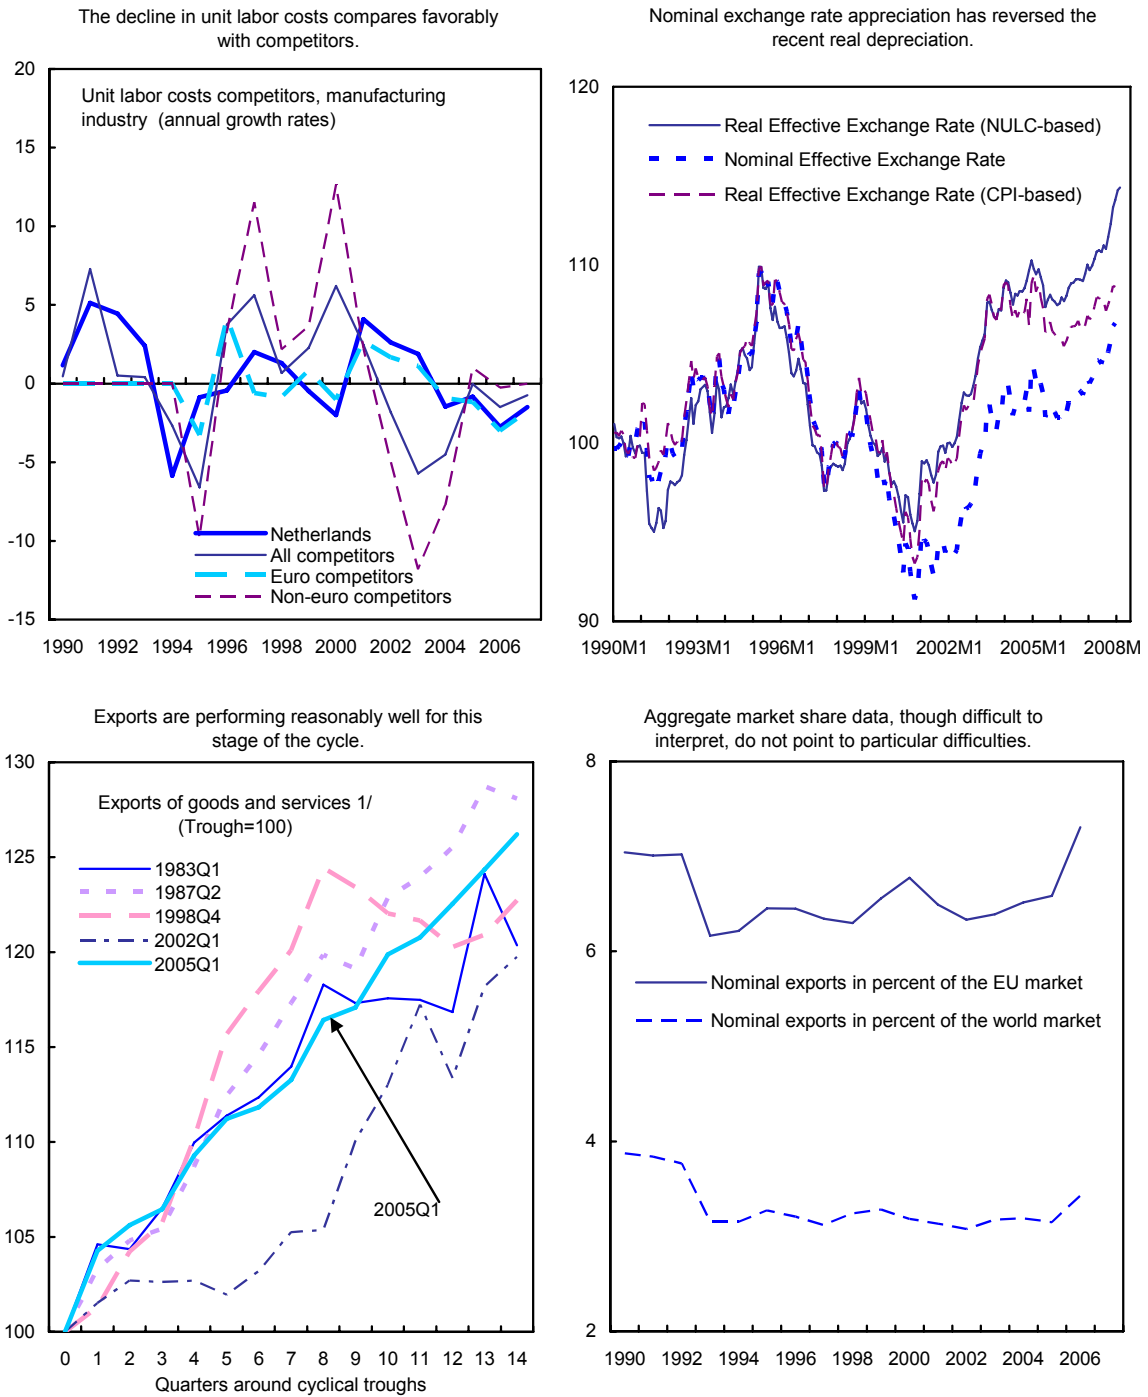 The decline in unit labor costs compares favorably
with competitors.
20
15
10
5
0
-5
-10
-15
Unit labor costs competitors, manufacturing
industry (annual growth rates)
Netherlands
All competitors
Euro competitors
Non-euro competitors
1990 1992 1994 1996 1998 2000 2002 2004 2006
Nominal exchange rate appreciation has reversed the
recent real depreciation.
120
110
100
90
Real Effective Exchange Rate (NULC-based)
Nominal Effective Exchange Rate
Real Effective Exchange Rate (CPI-based)
1990M1 1993M1 1996M1 1999M1 2002M1 2005M1 2008M
Exports are performing reasonably well for this
stage of the cycle.
130
125
120
115
110
105
100
Exports of goods and services 1/
(Trough=100)
1983Q1
1987Q2
1998Q4
2002Q1
2005Q1
2005Q1
0 1 2 3 4 5 6 7 8 9 10 11 12 13 14
Quarters around cyclical troughs
Aggregate market share data, though difficult to
interpret, do not point to particular difficulties.
8
6
4
2
Nominal exports in percent of the EU market
Nominal exports in percent of the world market
1990 1992 1994 1996 1998 2000 2002 2004 2006